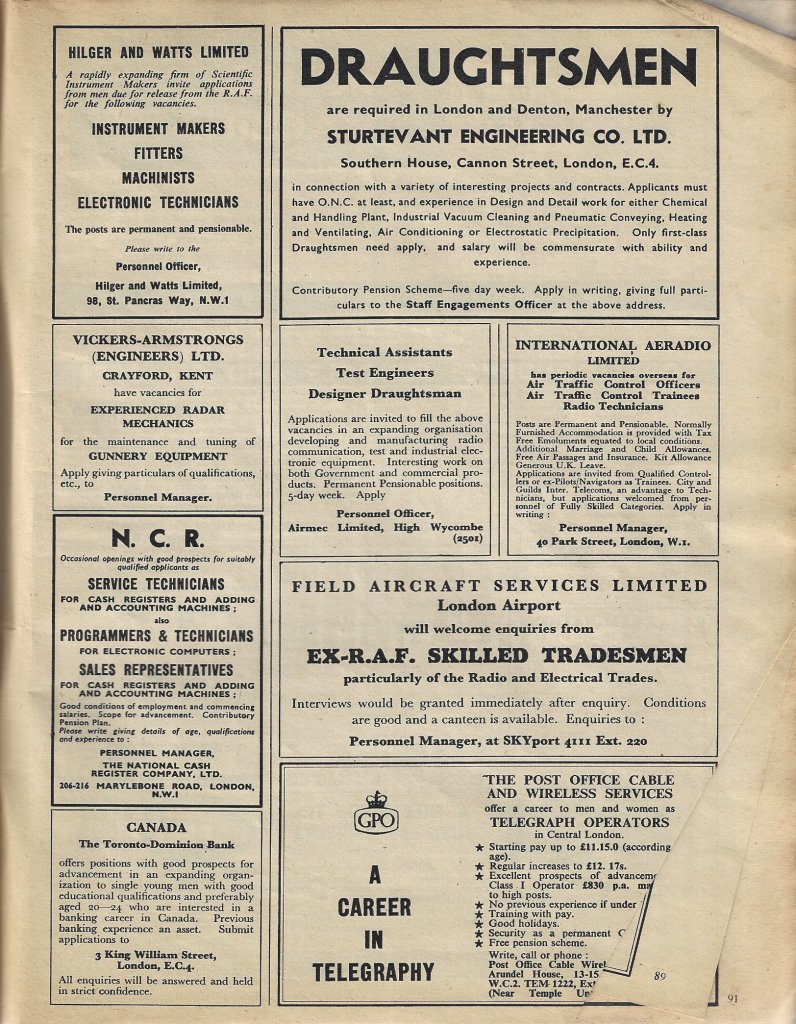 HILGER AND WATTS LIMITED
A rapidly expanding firm of Scientific
Instrument Makers invite applications
from men due for release from the R.A.F.
for the following vacancies.
INSTRUMENT MAKERS
FITTERS
MACHINISTS
ELECTRONIC TECHNICIANS
The posts are permanent and pensionable.
Please write to the
Personnel Officer,
Hilger and Watts Limited,
98, St. Pancras Way, N.W.1
DRAUGHTSMEN
are required in London and Denton, Manchester by
STURTEVANT ENGINEERING CO. LTD.
Southern House, Cannon Street, London, E.C.4.
in connection with a variety of interesting projects and contracts. Applicants must
have O.N.C. at least, and experience in Design and Detail work for either Chemical
and Handling Plant, Industrial Vacuum Cleaning and Pneumatic Conveying, Heating
and Ventilating, Air Conditioning or Electrostatic Precipitation. Only first-class
Draughtsmen need apply, and salary will be commensurate with ability and
experience.
Contributory Pension Scheme—five day week. Apply in writing, giving full parti-
culars to the Staff Engagements Officer at the above address.
VICKERS-ARMSTRONGS
(ENGINEERS) LTD.
CRAYFORD, KENT
have vacancies for
EXPERIENCED RADAR
MECHANICS
for the maintenance and tuning of
GUNNERY EQUIPMENT
Apply giving particulars of qualifications,
etc., to
Personnel Manager.
Technical Assistants
Test Engineers
Designer Draughtsman
Applications are invited to fill the above
vacancies in an expanding organisation
developing and manufacturing radio
communication, test and industrial elec-
tronic equipment. Interesting work on
both Government and commercial pro-
ducts. Permanent Pensionable positions.
5-day week. Apply
Personnel Officer,
Airmec Limited, High Wycombe
(2501)
INTERNATIONAL AERADIO
LIMITED
has periodic vacancies overseas for
Air Traffic Control Officers
Air Traffic Control Trainees
Radio Technicians
Posts are Permanent and Pensionable. Normally
Furnished Accommodation is provided with Tax
Free Emoluments equated to local conditions.
Additional Marriage and Child Allowances.
Free Air Passages and Insurance. Kit Allowance
Generous U.K. Leave.
Applications are invited from Qualified Control-
lers or ex-Pilots/Navigators as Trainees. City and
Guilds Inter. Telecoms, an advantage to Tech-
nicians, but applications welcomed from per-
sonnel of Fully Skilled Categories. Apply in
writing :
Personnel Manager,
40 Park Street, London, W.1.
N. C. R.
Occasional openings with good prospects for suitably
qualified applicants as
SERVICE TECHNICIANS
FOR CASH REGISTERS AND ADDING
AND ACCOUNTING MACHINES ;
also
PROGRAMMERS & TECHNICIANS
FOR ELECTRONIC COMPUTERS ;
SALES REPRESENTATIVES
FOR CASH REGISTERS AND ADDING
AND ACCOUNTING MACHINES ;
Good conditions of employment and commencing
salaries. Scope for advancement. Contributory
Pension Plan.
Please write giving details of age, qualifications
and experience to :
PERSONNEL MANAGER,
THE NATIONAL CASH
REGISTER COMPANY, LTD.
206-216 MARYLEBONE ROAD, LONDON,
N.W.1
FIELD AIRCRAFT SERVICES LIMITED
London Airport
will welcome enquiries from
EX-R.A.F. SKILLED TRADESMEN
particularly of the Radio and Electrical Trades.
Interviews would be granted immediately after enquiry. Conditions
are good and a canteen is available. Enquiries to :
Personnel Manager, at SKYport 4111 Ext. 220
CANADA
The Toronto-Dominion Bank
offers positions with good prospects for
advancement in an expanding organ-
ization to single young men with good
educational qualifications and preferably
aged 20—24 who are interested in a
banking career in Canada. Previous
banking experience an asset. Submit
applications to
3 King William Street,
London, E.C.4.
All enquiries will be answered and held
in strict confidence.
GPO
A
CAREER
IN
TELEGRAPHY
THE POST OFFICE CABLE
AND WIRELESS SERVICES
offer a career to men and women as
TELEGRAPH OPERATORS
in Central London.
★ Starting pay up to £11.15.0 (according
age).
★ Regular increases to £12. 17s.
★ Excellent prospects of advanceme
Class I Operator £830 p.a. ma
to high posts.
★ No previous experience if under
★ Training with pay.
★ Good holidays.
★ Security as a permanent
★ Free pension scheme.
Write, call or phone :
Post Office Cable Wirel
Arundel House, 13-15
W.C.2. TEM 1222, Ext
(Near Temple Un
89
91